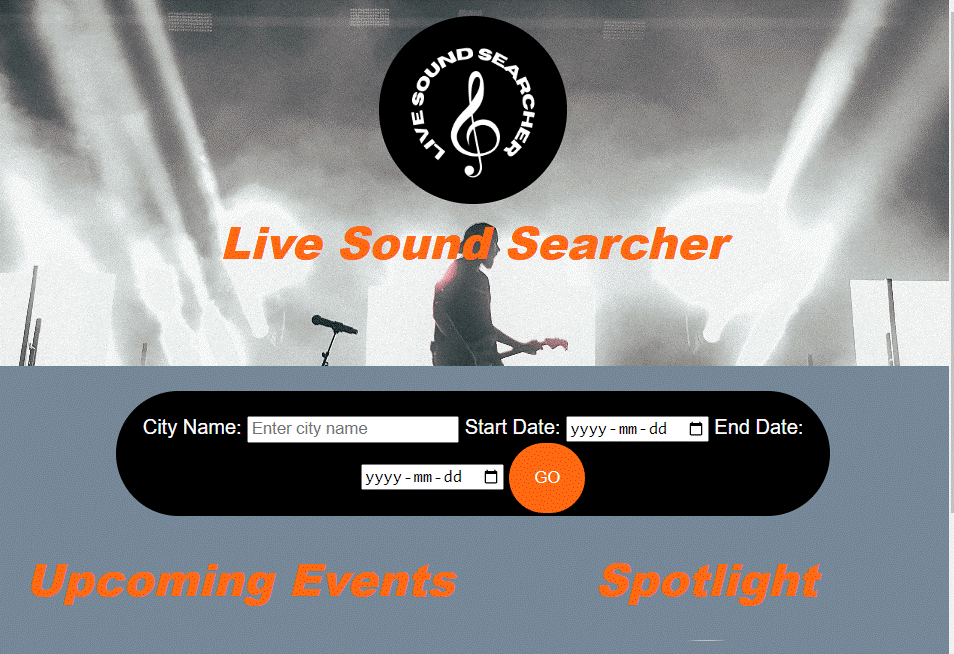 LIVE SOUND SEARCHER
Live Sound Searcher
City Name: Enter city name Start Date: yyyy-mm-dd End Date:
yyyy-mm-dd GO
Upcoming Events Spotlight